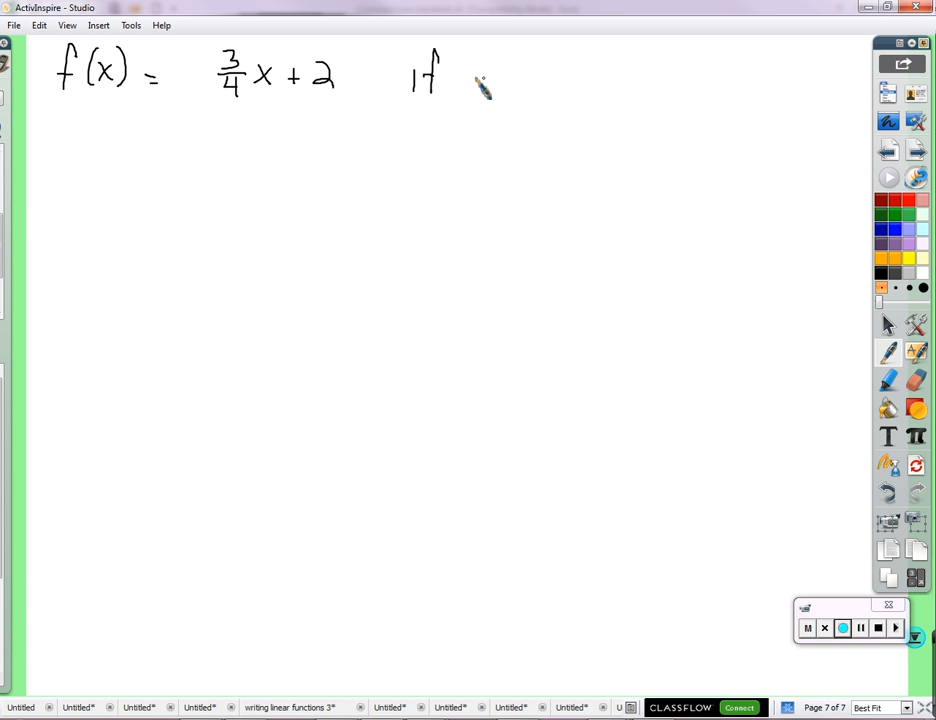 ActivInspire - Studio
File Edit View Insert Tools Help
f(x) = 3/4 x + 2 if
M
Untitled Untitled* Untitled* Untitled* writing linear functions 3* Untitled* Untitled* Untitled* Untitled* U CLASSFLOW Connect Page 7 of 7 Best Fit